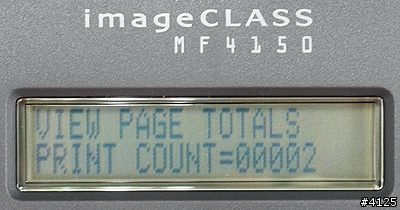 imageCLASS
MF4150
VIEW PAGE TOTALS
PRINT COUNT=00002
#4125